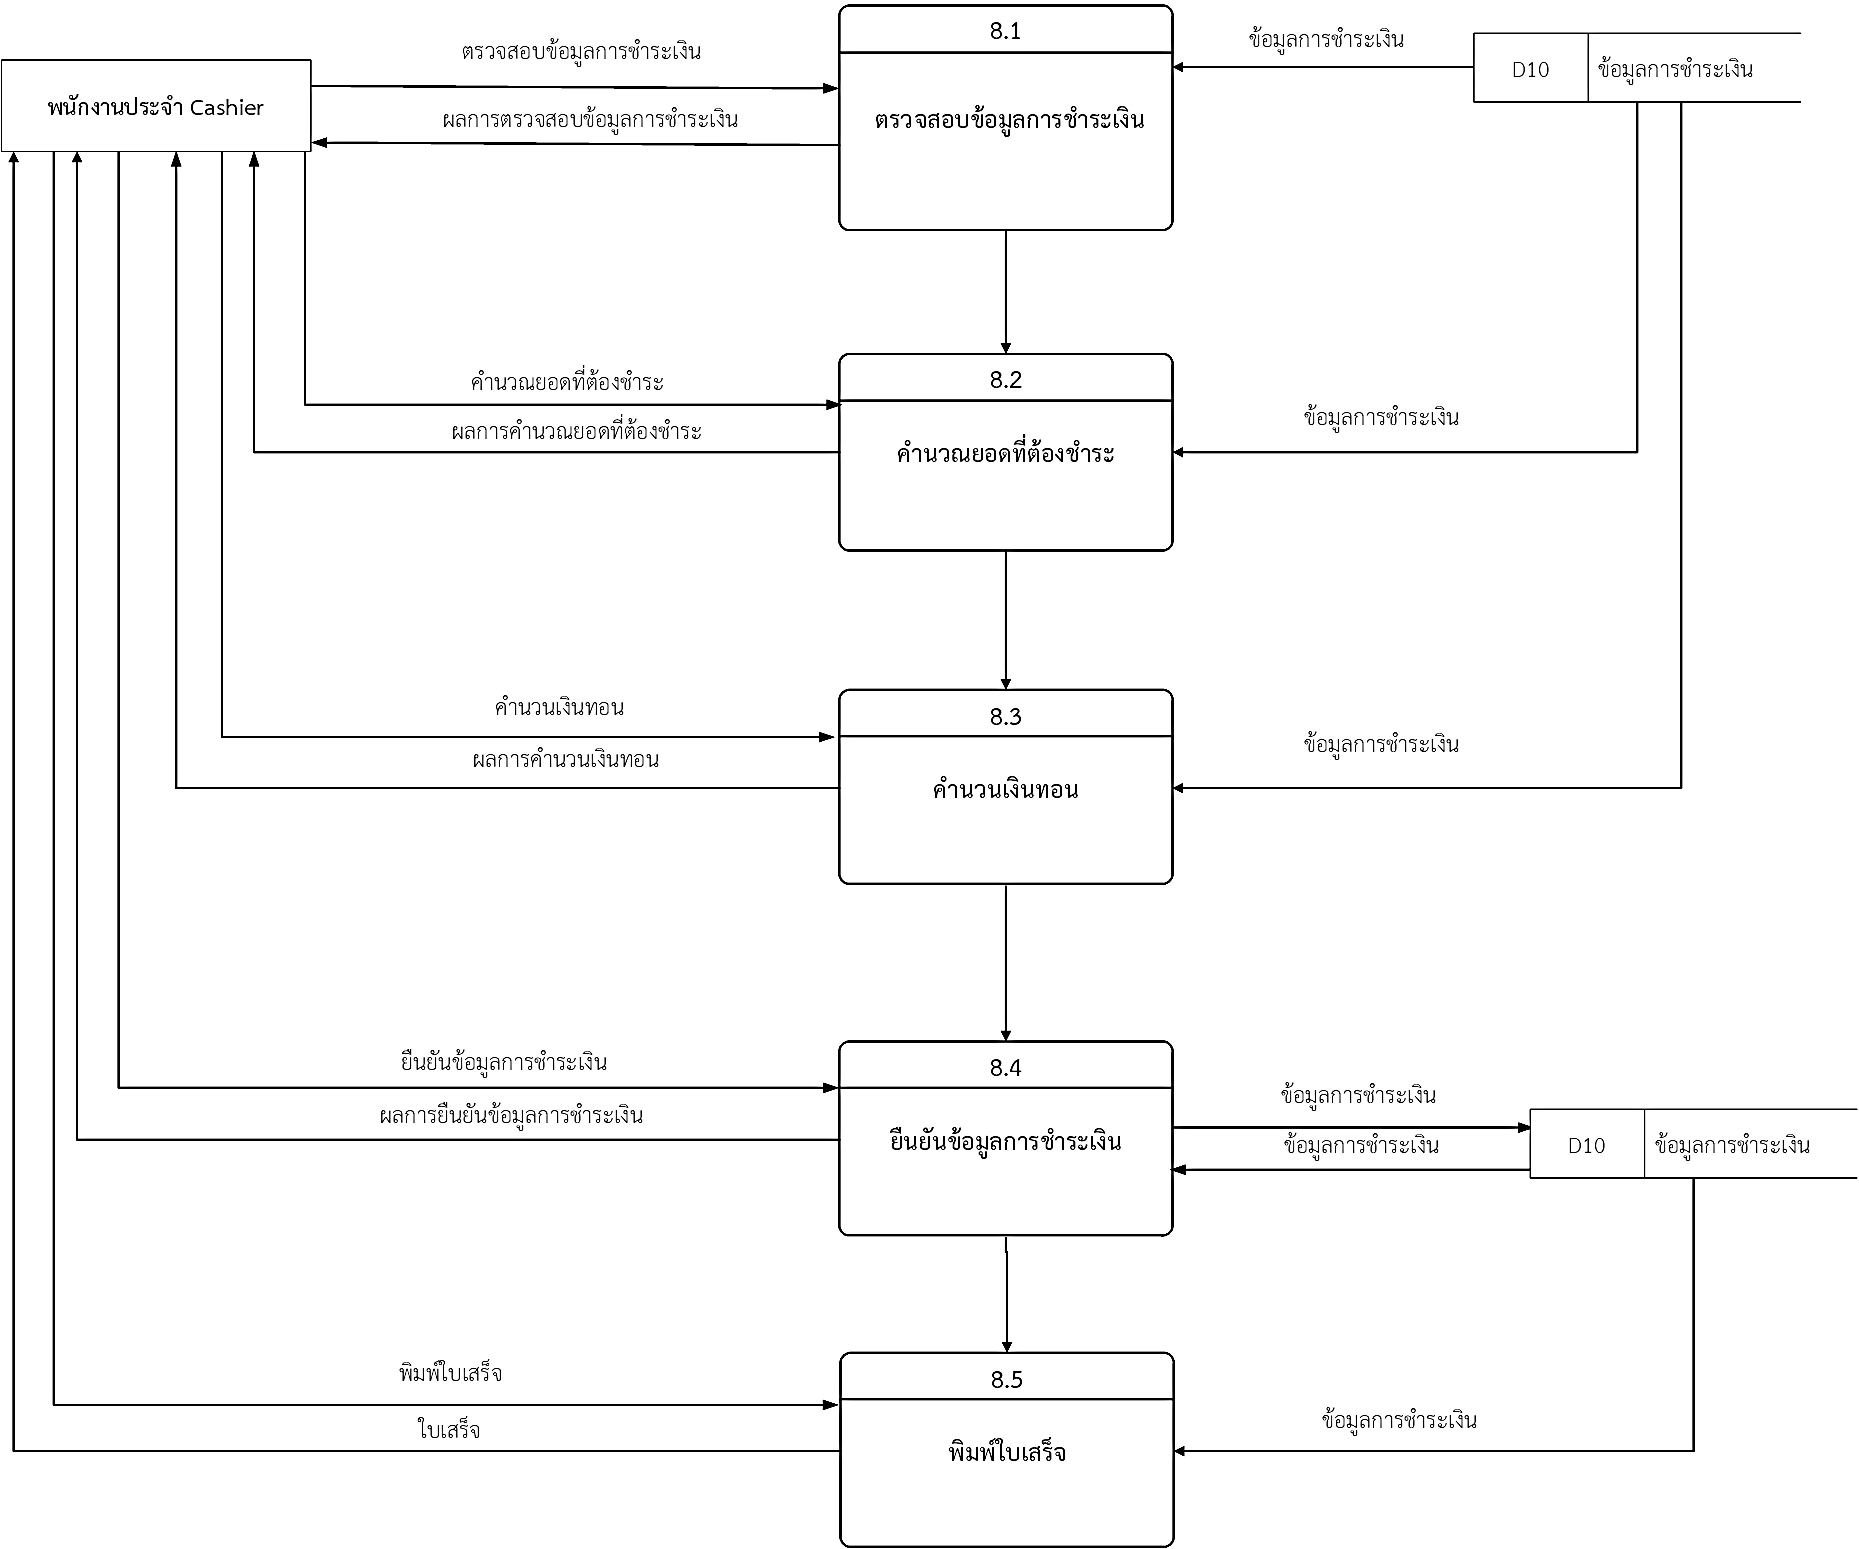 8.1
ตรวจสอบข้อมูลการชำระเงิน
ข้อมูลการชำระเงิน
D10
ข้อมูลการชำระเงิน
พนักงานประจำ Cashier
ผลการตรวจสอบข้อมูลการชำระเงิน
ตรวจสอบข้อมูลการชำระเงิน
8.2
คำนวณยอดที่ต้องชำระ
ผลการคำนวณยอดที่ต้องชำระ
ข้อมูลการชำระเงิน
คำนวณยอดที่ต้องชำระ
8.3
คำนวนเงินทอน
ผลการคำนวนเงินทอน
ข้อมูลการชำระเงิน
คำนวนเงินทอน
8.4
ยืนยันข้อมูลการชำระเงิน
ผลการยืนยันข้อมูลการชำระเงิน
ข้อมูลการชำระเงิน
ข้อมูลการชำระเงิน
D10
ข้อมูลการชำระเงิน
ยืนยันข้อมูลการชำระเงิน
8.5
พิมพ์ใบเสร็จ
ใบเสร็จ
ข้อมูลการชำระเงิน
พิมพ์ใบเสร็จ